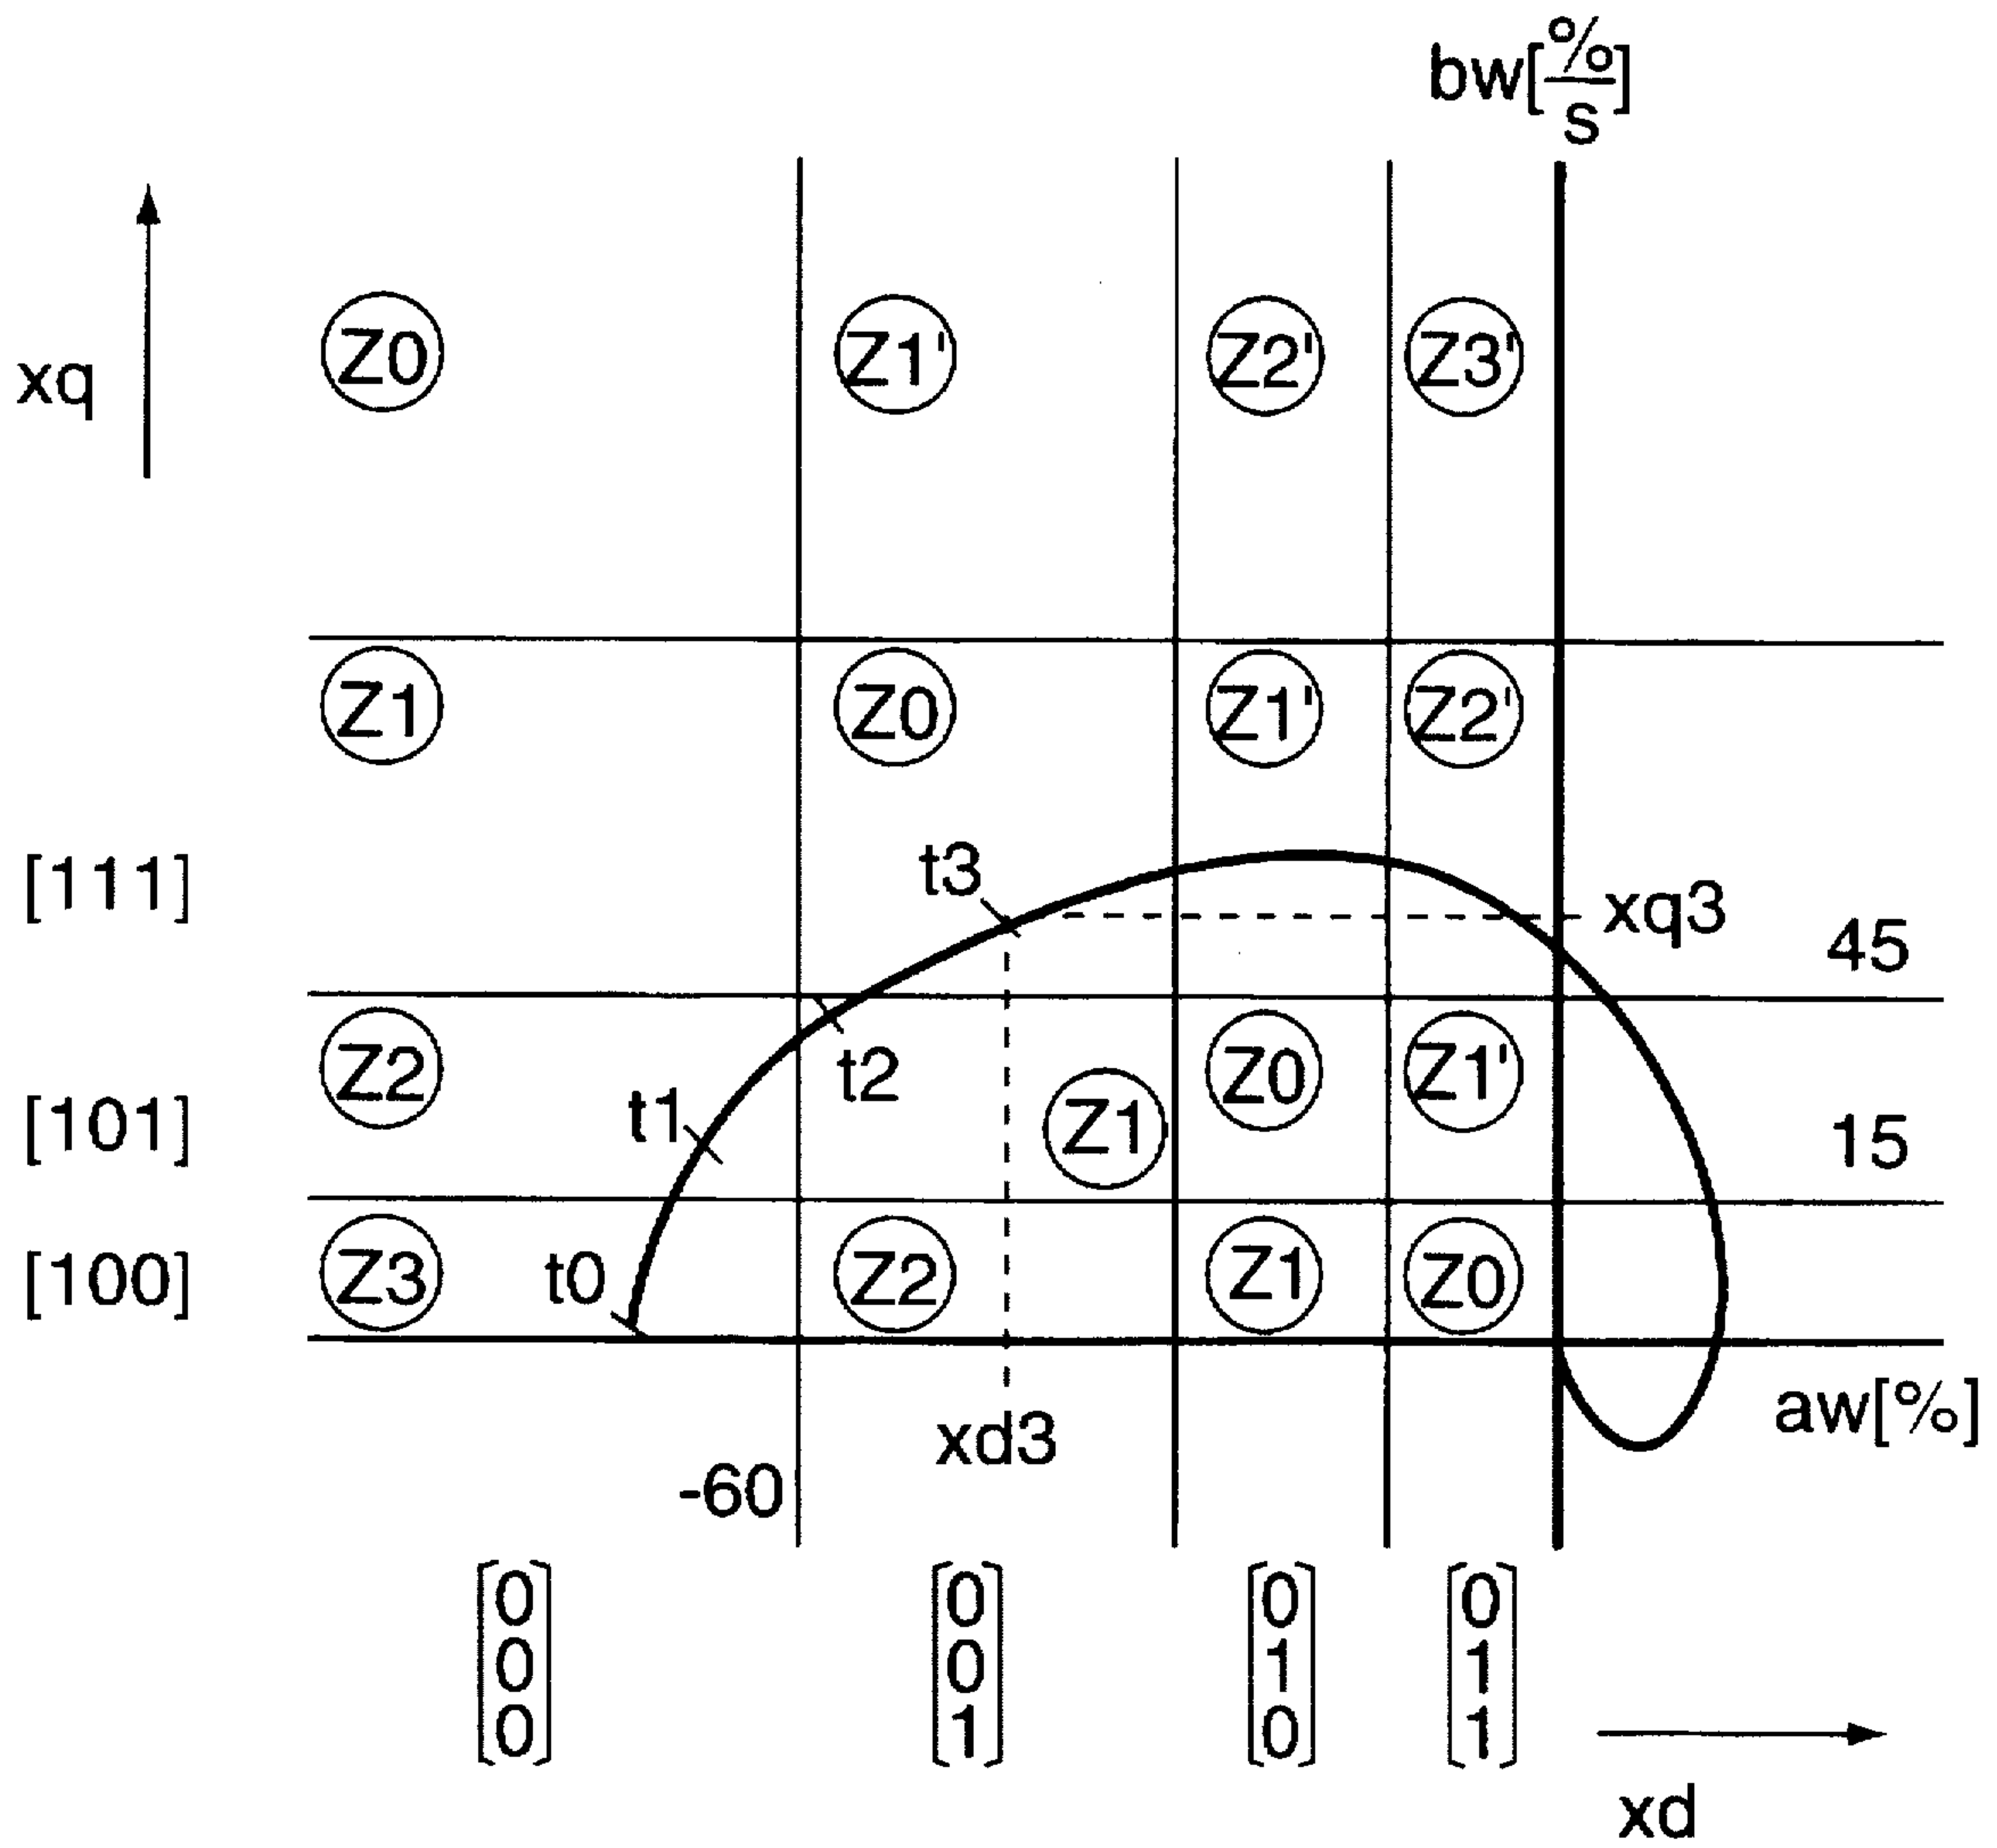 bw[%/s]
xq
Z0 Z1' Z2' Z3'
Z1 Z0 Z1' Z2'
[111] t3 xq3 45
Z2 t2 Z0 Z1'
[101] t1 Z1 15
[100] Z3 t0 Z2 Z1 Z0
aw[%]
xd3
-60
[0 0 0] [0 0 1] [0 1 0] [0 1 1]
xd